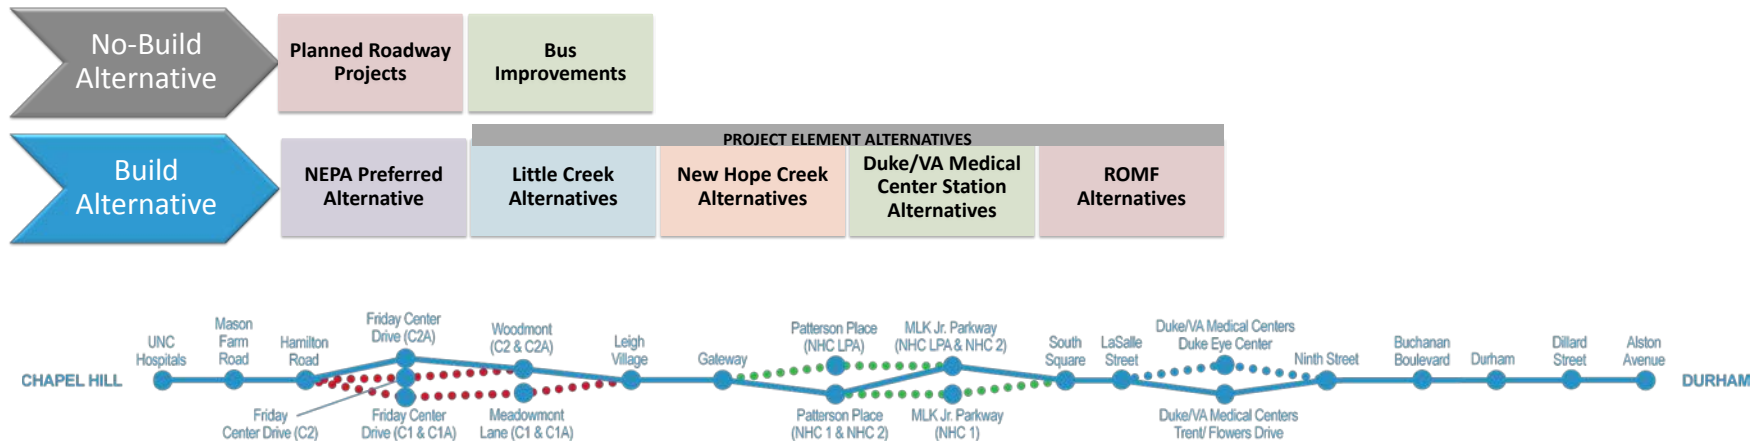 No-Build
Alternative
Planned Roadway
Projects
Bus
Improvements
PROJECT ELEMENT ALTERNATIVES
Build
Alternative
NEPA Preferred
Alternative
Little Creek
Alternatives
New Hope Creek
Alternatives
Duke/VA Medical
Center Station
Alternatives
ROMF
Alternatives
CHAPEL HILL
UNC
Hospitals
Mason
Farm
Road
Hamilton
Road
Friday Center
Drive (C2A)
Friday
Center Drive (C2)
Friday Center
Drive (C1 & C1A)
Woodmont
(C2 & C2A)
Meadowmont
Lane (C1 & C1A)
Leigh
Village
Gateway
Patterson Place
(NHC LPA)
Patterson Place
(NHC 1 & NHC 2)
MLK Jr. Parkway
(NHC LPA & NHC 2)
MLK Jr. Parkway
(NHC 1)
South
Square
LaSalle
Street
Duke/VA Medical Centers
Duke Eye Center
Duke/VA Medical Centers
Trent/ Flowers Drive
Ninth Street
Buchanan
Boulevard
Durham
Dillard
Street
Alston
Avenue
DURHAM